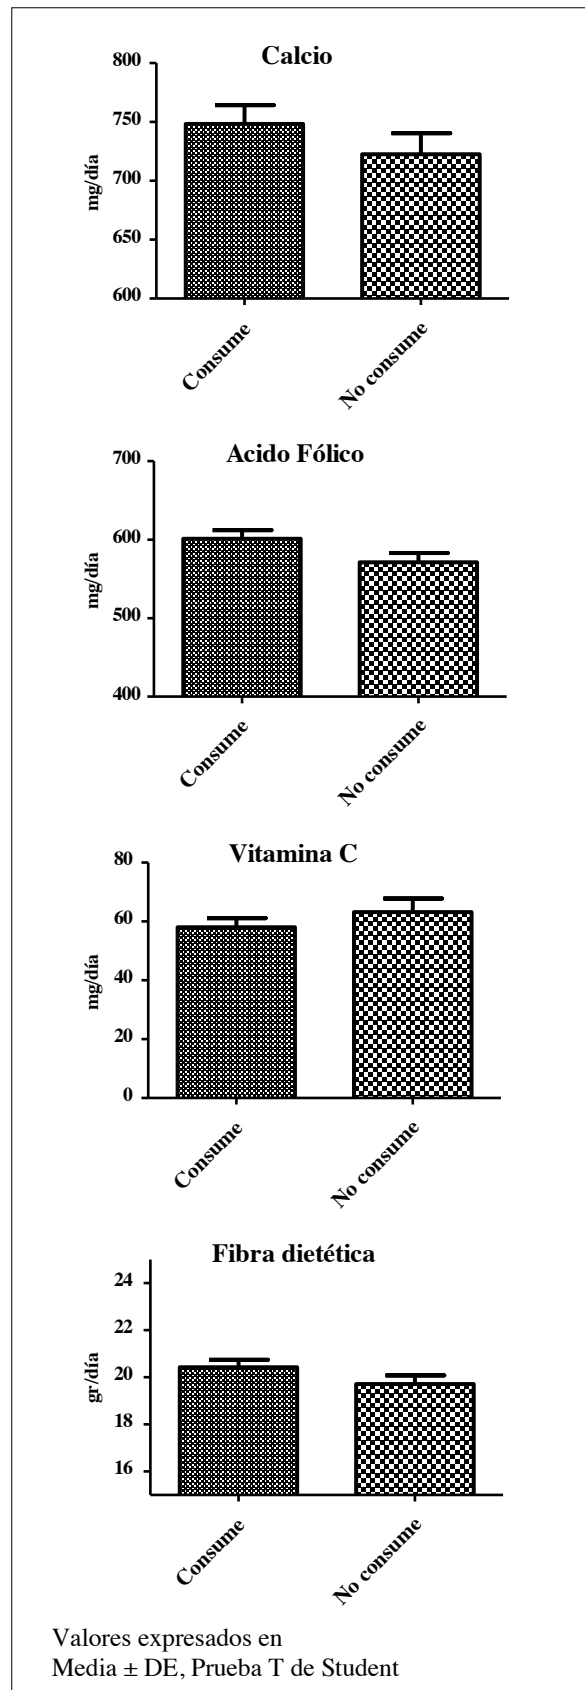 Calcio
800
750
700
650
600
mg/día
Consume
No consume
Acido Fólico
700
600
500
400
mg/día
Consume
No consume
Vitamina C
80
60
40
20
0
mg/día
Consume
No consume
Fibra dietética
24
22
20
18
16
gr/día
Consume
No consume
Valores expresados en
Media ± DE, Prueba T de Student